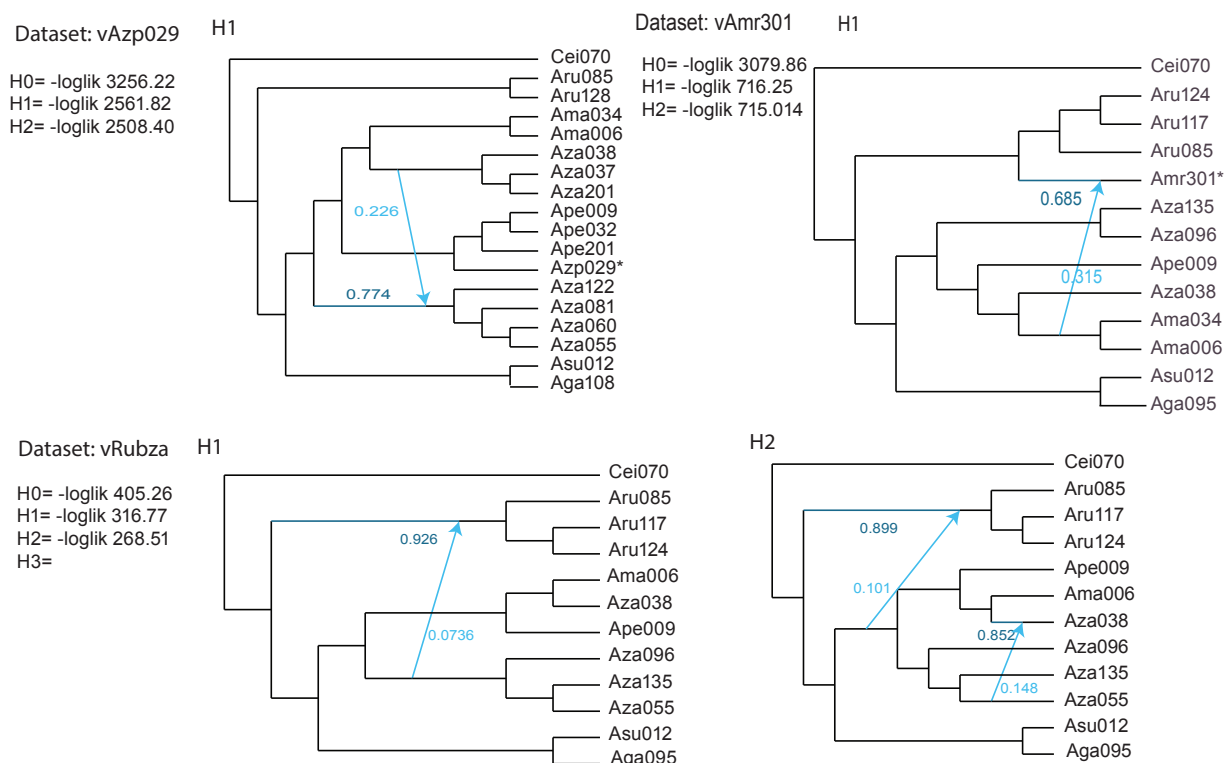 Dataset: vAzp029
H1
H0= -loglik 3256.22
H1= -loglik 2561.82
H2= -loglik 2508.40
Cei070
Aru085
Aru128
Ama034
Ama006
Aza038
Aza037
Aza201
0.226
Ape009
Ape032
Ape201
Azp029*
Aza122
0.774
Aza081
Aza060
Aza055
Asu012
Aga108
Dataset: vAmr301
H1
H0= -loglik 3079.86
H1= -loglik 716.25
H2= -loglik 715.014
Cei070
Aru124
Aru117
Aru085
Amr301*
0.685
Aza135
Aza096
Ape009
0.315
Aza038
Ama034
Ama006
Asu012
Aga095
Dataset: vRubza
H1
H0= -loglik 405.26
H1= -loglik 316.77
H2= -loglik 268.51
H3=
Cei070
Aru085
Aru117
0.926
Aru124
Ama006
Aza038
Ape009
0.0736
Aza096
Aza135
Aza055
Asu012
Aga095
H2
Cei070
Aru085
Aru117
0.899
Aru124
Ape009
0.101
Ama006
Aza038
0.852
Aza096
Aza135
0.148
Aza055
Asu012
Aga095